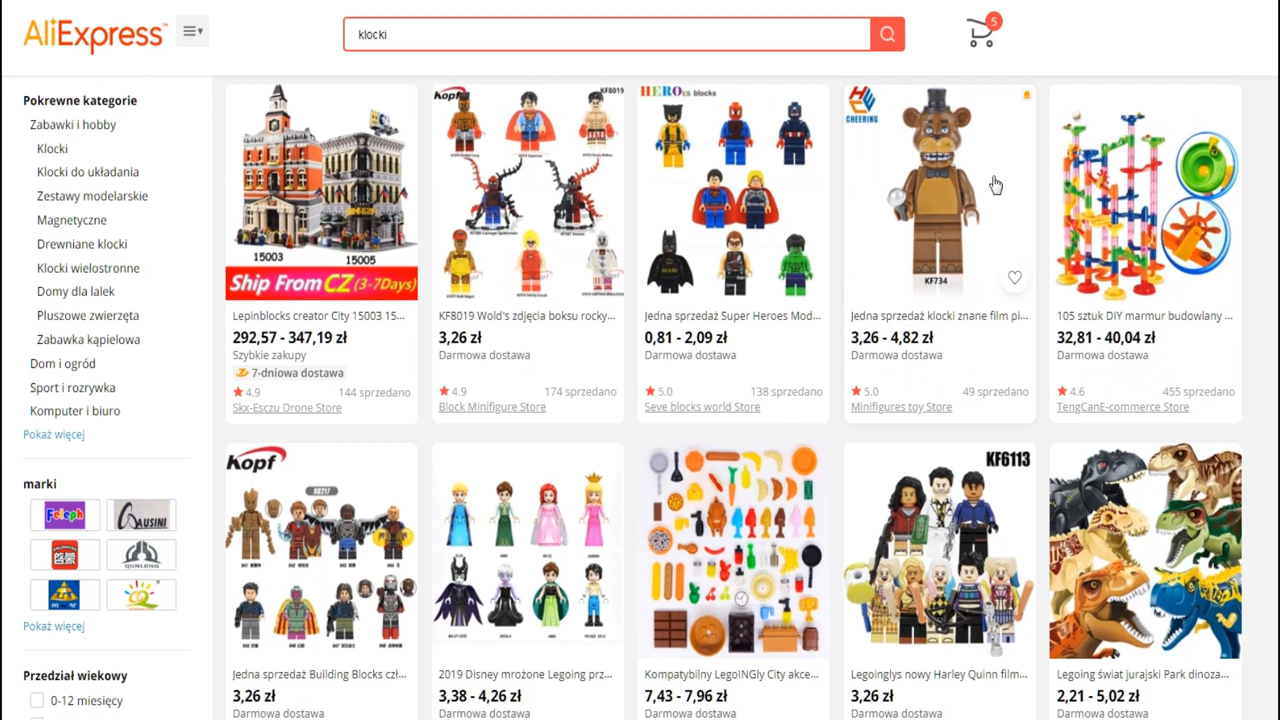 AliExpress
klocki
5
Pokrewne kategorie
Zabawki i hobby
Klocki
Klocki do układania
Zestawy modelarskie
Magnetyczne
Drewniane klocki
Klocki wielostronne
Domy dla lalek
Pluszowe zwierzęta
Zabawka kąpielowa
Dom i ogród
Sport i rozrywka
Komputer i biuro
Pokaż więcej
marki
Feleph
GAUSINI
QUNLONG
Pokaż więcej
Przedział wiekowy
0-12 miesięcy
15003
15005
Ship From CZ (3-7Days)
Lepinblocks creator City 15003 15...
292,57 - 347,19 zł
Szybkie zakupy
7-dniowa dostawa
4.9 144 sprzedano
Skx-Esczu Drone Store
Kopf KF8019
KF8019 Wold's zdjęcia boksu rocky...
3,26 zł
Darmowa dostawa
4.9 174 sprzedano
Block Minifigure Store
HEROes blocks
Jedna sprzedaż Super Heroes Mod...
0,81 - 2,09 zł
Darmowa dostawa
5.0 138 sprzedano
Seve blocks world Store
CHEERING
KF734
Jedna sprzedaż klocki znane film pi...
3,26 - 4,82 zł
Darmowa dostawa
5.0 49 sprzedano
Minifigures toy Store
105 sztuk DIY marmur budowlany ...
32,81 - 40,04 zł
Darmowa dostawa
4.6 455 sprzedano
TengCanE-commerce Store
Kopf
Jedna sprzedaż Building Blocks czł...
3,26 zł
Darmowa dostawa
2019 Disney mrożone Legoing prz...
3,38 - 4,26 zł
Darmowa dostawa
Kompatybilny LegoINGly City akce...
7,43 - 7,96 zł
Darmowa dostawa
KF6113
Legoinglys nowy Harley Quinn film...
3,26 zł
Darmowa dostawa
Legoing świat jurajski Park dinoza...
2,21 - 5,02 zł
Darmowa dostawa